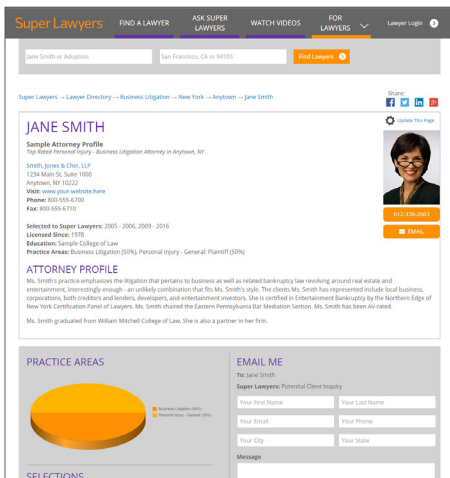 Super Lawyers
FIND A LAWYER
ASK SUPER
LAWYERS
WATCH VIDEOS
FOR
LAWYERS
Lawyer Login
Jane Smith or Adoption
San Francisco, CA or 94105
Find Lawyers
Super Lawyers → Lawyer Directory → Business Litigation → New York → Anytown → Jane Smith
Share:
JANE SMITH
Update This Page
Sample Attorney Profile
Top Rated Personal Injury - Business Litigation Attorney in Anytown, NY
Smith, Jones & Chin, LLP
1234 Main St, Suite 1000
Anytown, NY 10222
Visit: www.your-website.here
Phone: 800-555-6700
Fax: 800-555-6710
612-338-2663
EMAIL
Selected to Super Lawyers: 2005 - 2006, 2009 - 2016
Licensed Since: 1978
Education: Sample College of Law
Practice Areas: Business Litigation (50%), Personal Injury - General: Plaintiff (50%)
ATTORNEY PROFILE
Ms. Smith's practice emphasizes the litigation that pertains to business as well as related bankruptcy law revolving around real estate and
entertainment, interestingly enough - an unlikely combination that fits Ms. Smith's style. The clients Ms. Smith has represented include local business,
corporations, both creditors and lenders, developers, and entertainment investors. She is certified in Entertainment Bankruptcy by the Northern Edge of
New York Certification Panel of Lawyers. Ms. Smith chaired the Eastern Pennsylvania Bar Mediation Section. Ms. Smith has been AV-rated.
Ms. Smith graduated from William Mitchell College of Law. She is also a partner in her firm.
PRACTICE AREAS
Business Litigation (50%)
Personal Injury - General (50%)
SELECTIONS
EMAIL ME
To: Jane Smith
Super Lawyers: Potential Client Inquiry
Your First Name
Your Last Name
Your Email
Your Phone
Your City
Your State
Message